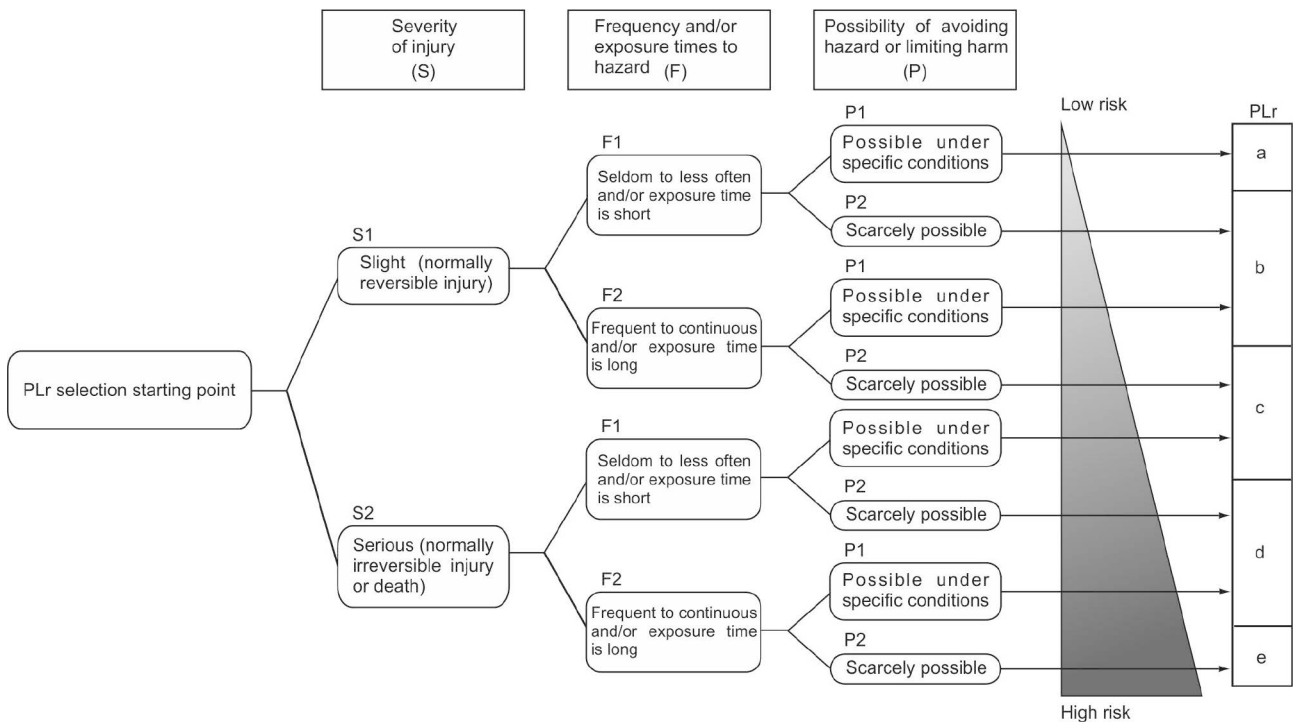 Severity
of injury
(S)
Frequency and/or
exposure times to
hazard (F)
Possibility of avoiding
hazard or limiting harm
(P)
Low risk
PLr
PLr selection starting point
S1
Slight (normally
reversible injury)
F1
Seldom to less often
and/or exposure time
is short
P1
Possible under
specific conditions
a
P2
Scarcely possible
b
F2
Frequent to continuous
and/or exposure time
is long
P1
Possible under
specific conditions
P2
Scarcely possible
c
S2
Serious (normally
irreversible injury
or death)
F1
Seldom to less often
and/or exposure time
is short
P1
Possible under
specific conditions
P2
Scarcely possible
d
F2
Frequent to continuous
and/or exposure time
is long
P1
Possible under
specific conditions
P2
Scarcely possible
e
High risk